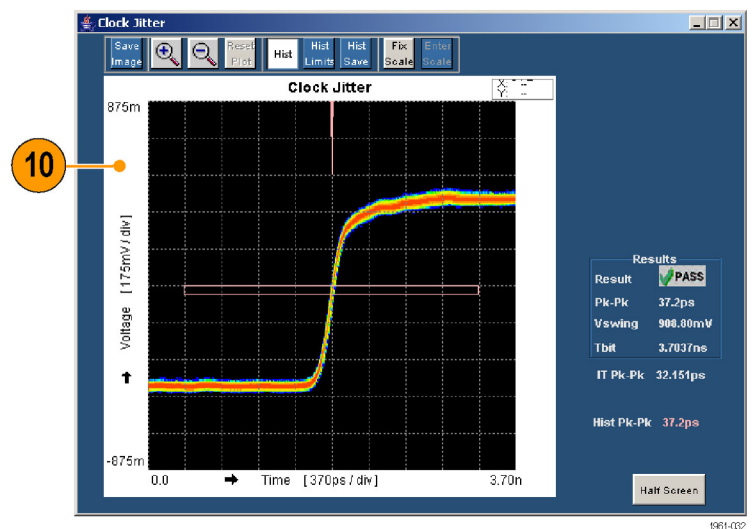 Clock Jitter
Save Image
Reset Plot
Hist
Hist Limits
Hist Save
Fix Scale
Enter Scale
Clock Jitter
X: --
Y: --
875m
10
Voltage [175mV / div]
-875m
0.0
Time [370ps / div]
3.70n
Results
Result PASS
Pk-Pk 37.2ps
Vswing 908.80mV
Tbit 3.7037ns
IT Pk-Pk 32.151ps
Hist Pk-Pk 37.2ps
Half Screen
1961-032